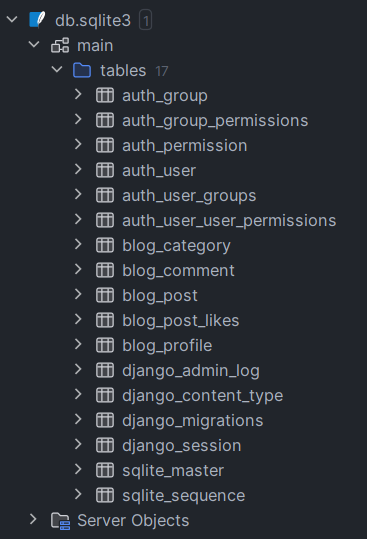 db.sqlite3 1
main
tables 17
auth_group
auth_group_permissions
auth_permission
auth_user
auth_user_groups
auth_user_user_permissions
blog_category
blog_comment
blog_post
blog_post_likes
blog_profile
django_admin_log
django_content_type
django_migrations
django_session
sqlite_master
sqlite_sequence
Server Objects